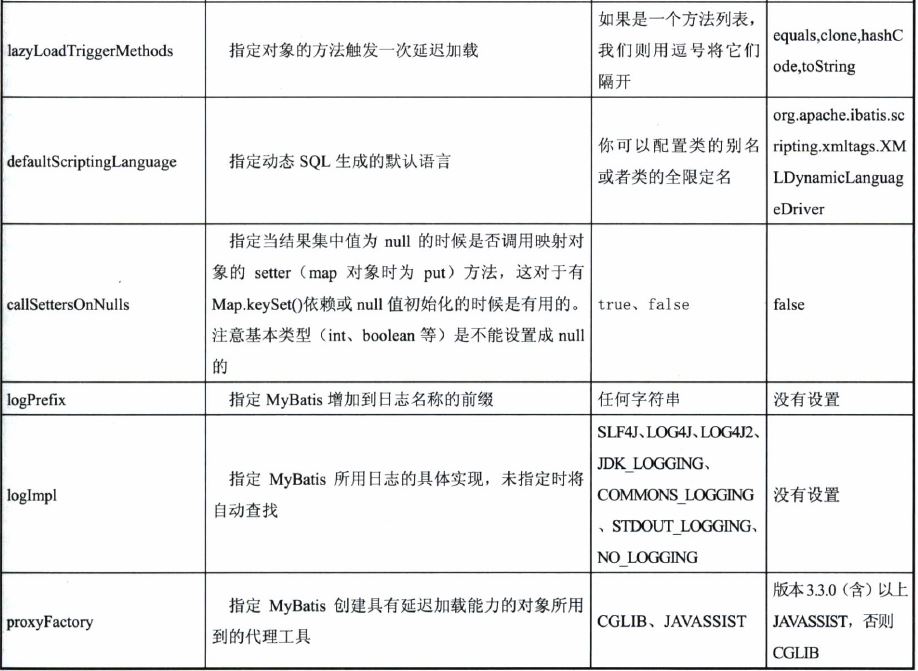 lazyLoadTriggerMethods
指定对象的方法触发一次延迟加载
如果是一个方法列表，
我们则用逗号将它们
隔开
equals,clone,hashC
ode,toString
defaultScriptingLanguage
指定动态 SQL 生成的默认语言
你可以配置类的别名
或者类的全限定名
org.apache.ibatis.sc
ripting.xmltags.XM
LDynamicLanguag
eDriver
callSettersOnNulls
指定当结果集中值为 null 的时候是否调用映射对
象的 setter（map 对象时为 put）方法，这对于有
Map.keySet()依赖或 null 值初始化的时候是有用的。
注意基本类型（int、boolean 等）是不能设置成 null
的
true、false
false
logPrefix
指定 MyBatis 增加到日志名称的前缀
任何字符串
没有设置
logImpl
指定 MyBatis 所用日志的具体实现，未指定时将
自动查找
SLF4J、LOG4J、LOG4J2、
JDK_LOGGING、
COMMONS_LOGGING
、STDOUT_LOGGING、
NO_LOGGING
没有设置
proxyFactory
指定 MyBatis 创建具有延迟加载能力的对象所用
到的代理工具
CGLIB、JAVASSIST
版本 3.3.0（含）以上
JAVASSIST，否则
CGLIB